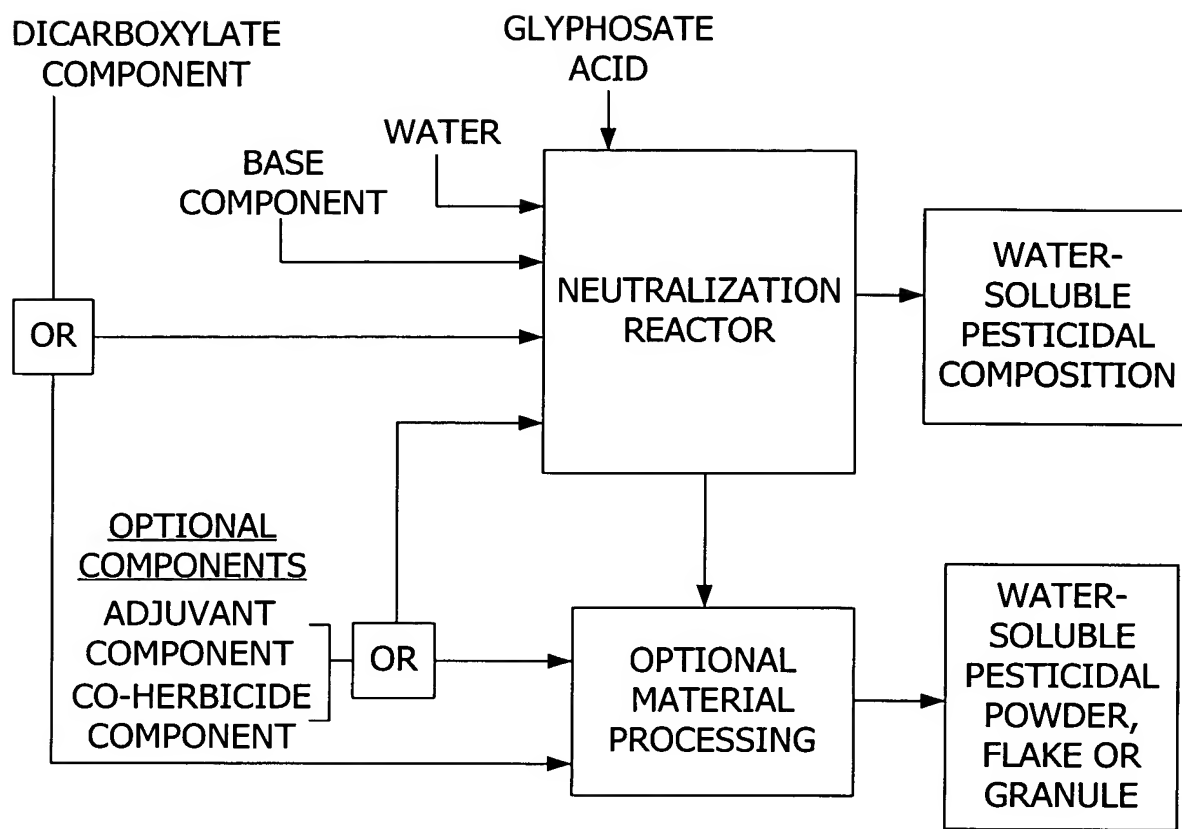 DICARBOXYLATE
COMPONENT
GLYPHOSATE
ACID
WATER
BASE
COMPONENT
NEUTRALIZATION
REACTOR
WATER-
SOLUBLE
PESTICIDAL
COMPOSITION
OR
OPTIONAL
COMPONENTS
ADJUVANT
COMPONENT
CO-HERBICIDE
COMPONENT
OR
OPTIONAL
MATERIAL
PROCESSING
WATER-
SOLUBLE
PESTICIDAL
POWDER,
FLAKE OR
GRANULE